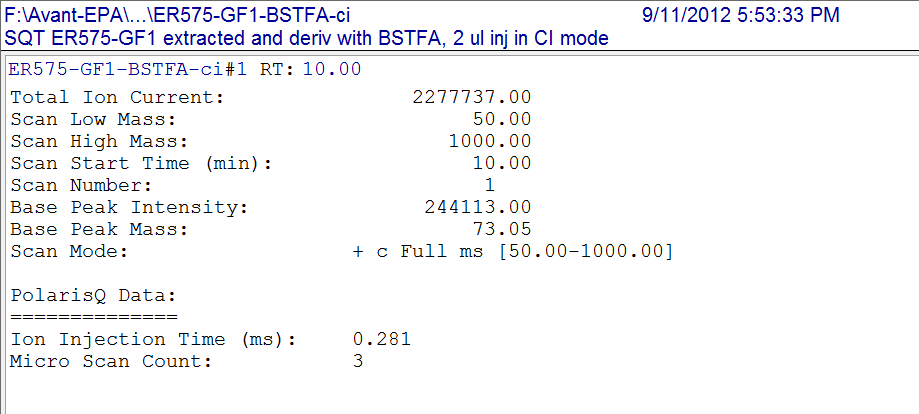 F:\Avant-EPA\...\ER575-GF1-BSTFA-ci 9/11/2012 5:53:33 PM
SQT ER575-GF1 extracted and deriv with BSTFA, 2 ul inj in CI mode
ER575-GF1-BSTFA-ci#1 RT: 10.00
Total Ion Current: 2277737.00
Scan Low Mass: 50.00
Scan High Mass: 1000.00
Scan Start Time (min): 10.00
Scan Number: 1
Base Peak Intensity: 244113.00
Base Peak Mass: 73.05
Scan Mode: + c Full ms [50.00-1000.00]
PolarisQ Data:
==============
Ion Injection Time (ms): 0.281
Micro Scan Count: 3